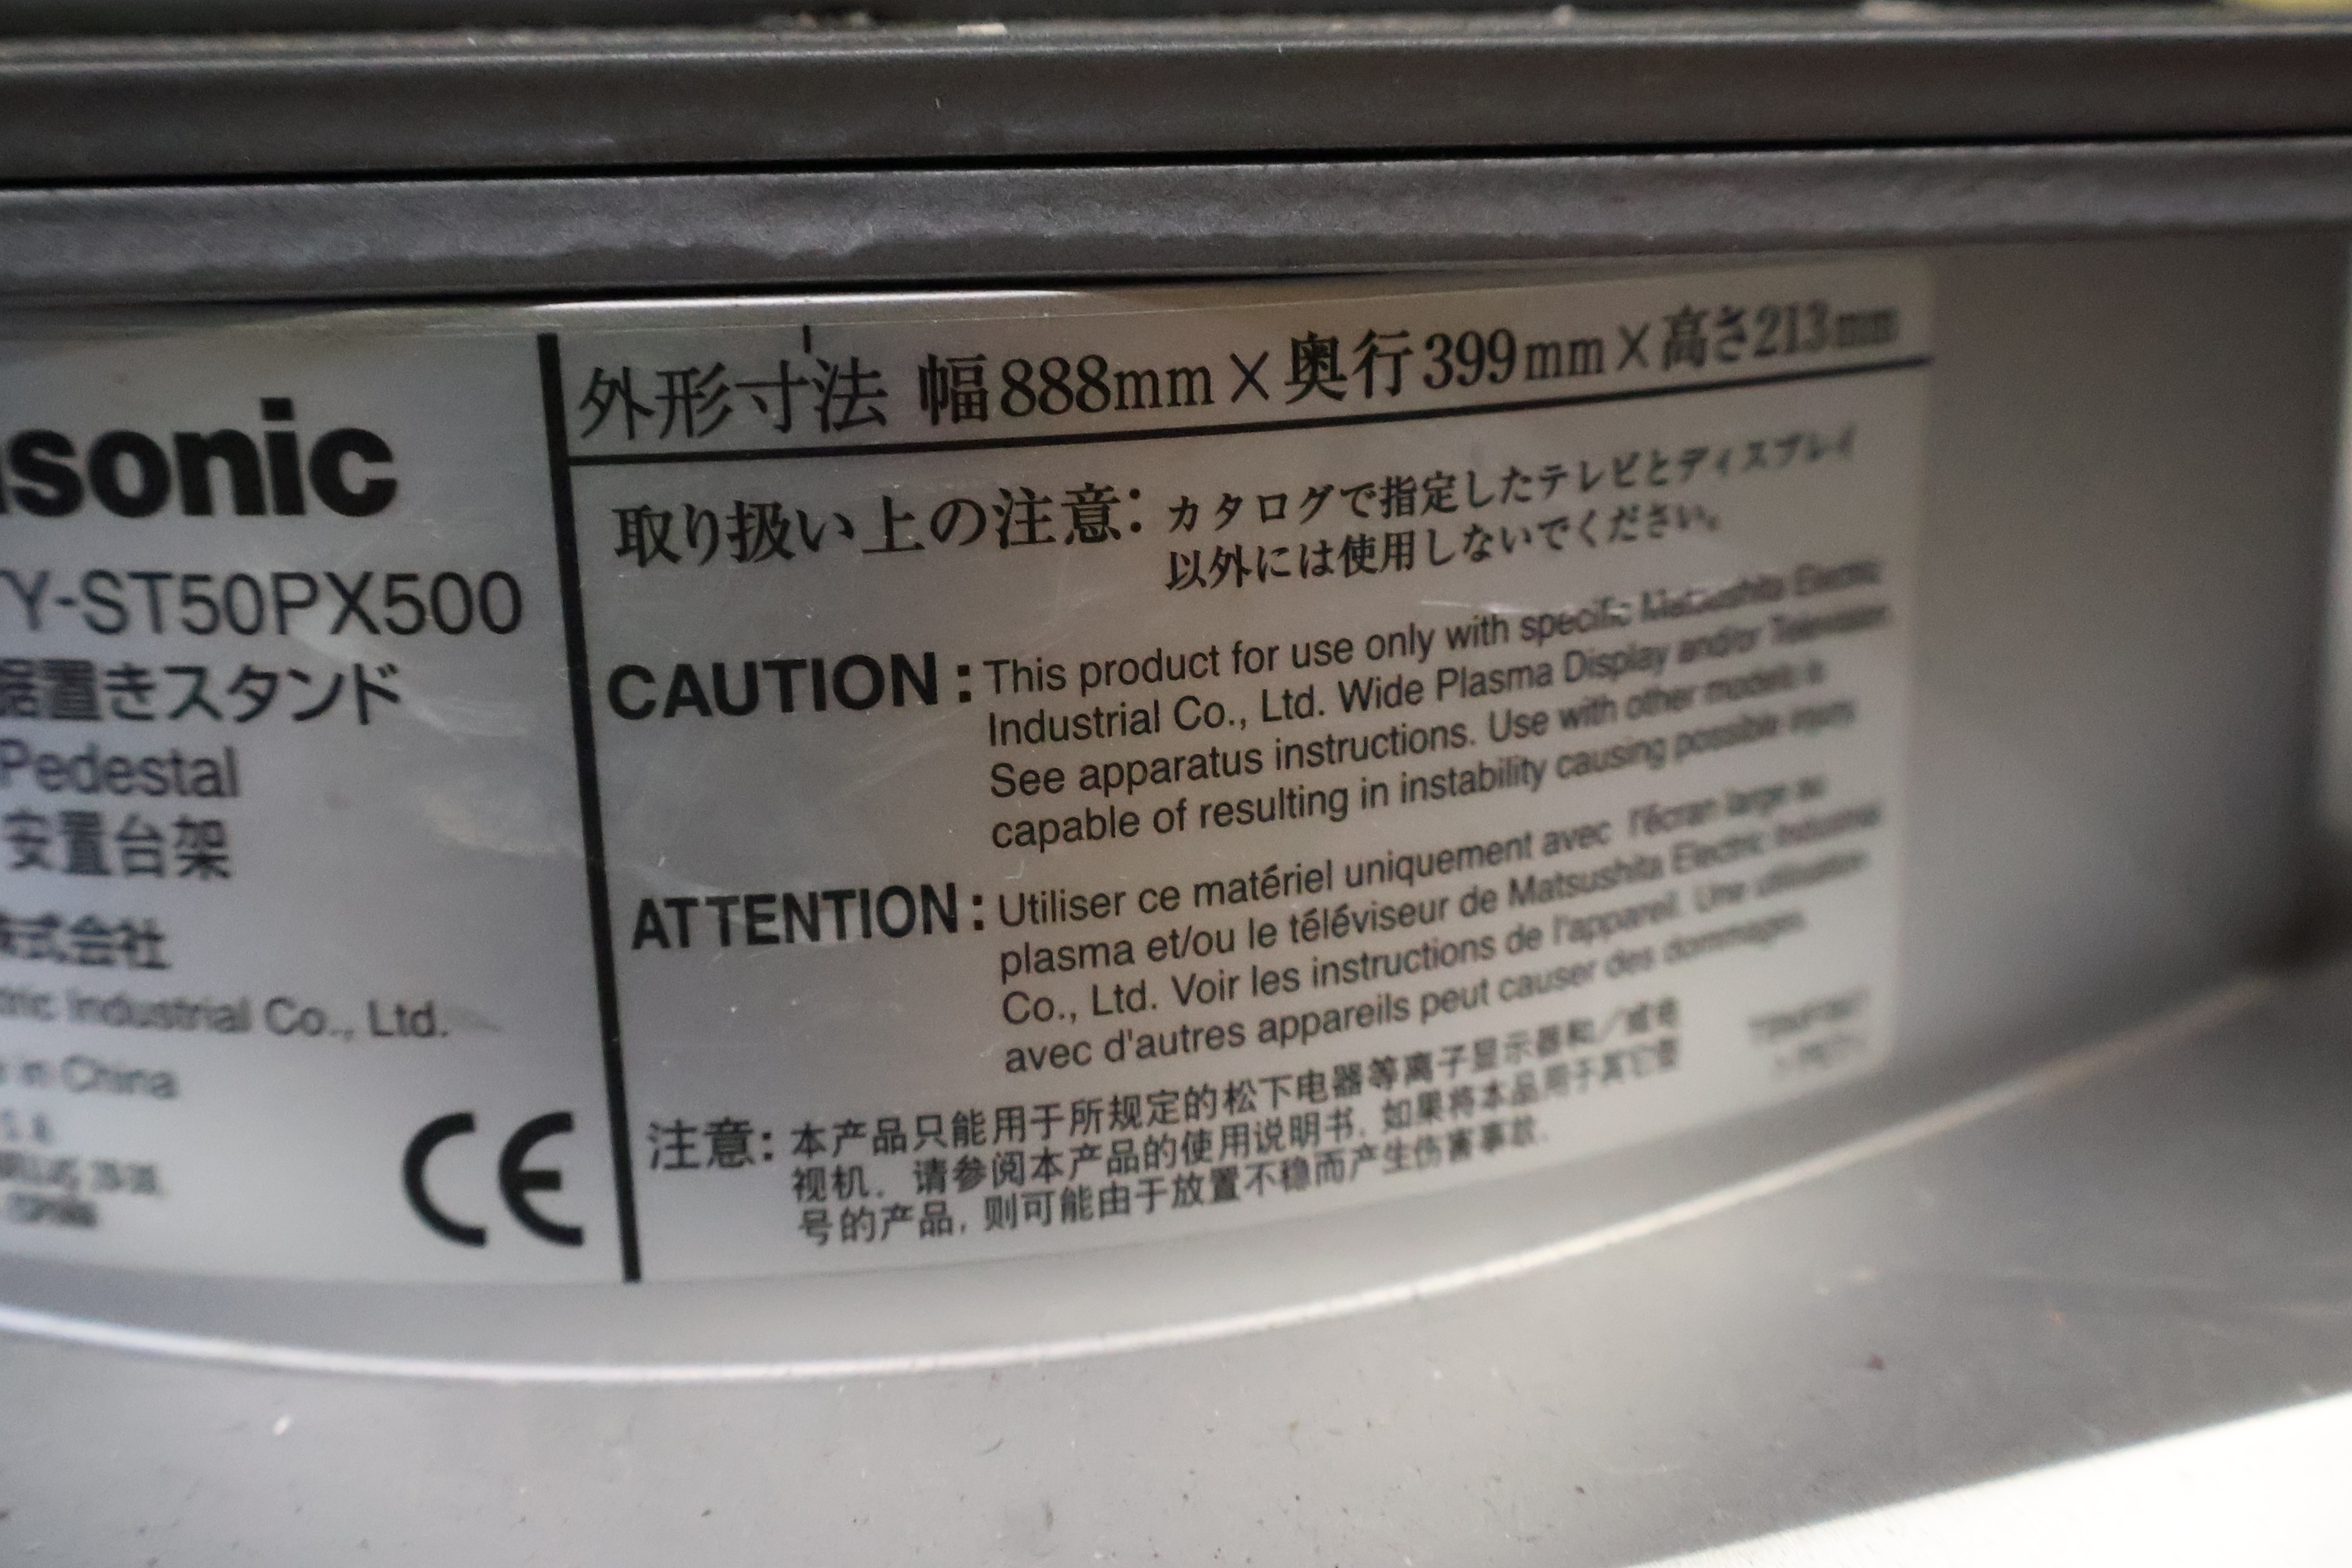 sonic
Y-ST50PX500
据置きスタンド
Pedestal
安置台架
株式会社
tric Industrial Co., Ltd.
in China
CE
外形寸法 幅888mm×奥行399mm×高さ213mm
取り扱い上の注意: カタログで指定したテレビとディスプレイ
以外には使用しないでください。
CAUTION : This product for use only with specific Matsushita Electric
Industrial Co., Ltd. Wide Plasma Display and/or Television.
See apparatus instructions. Use with other models is
capable of resulting in instability causing possible injury.
ATTENTION : Utiliser ce matériel uniquement avec l'écran large au
plasma et/ou le téléviseur de Matsushita Electric Industrial
Co., Ltd. Voir les instructions de l'appareil. Une utilisation
avec d'autres appareils peut causer des dommages.
注意: 本产品只能用于所规定的松下电器等离子显示器和/或电
视机. 请参阅本产品的使用说明书. 如果将本品用于其它型
号的产品, 则可能由于放置不稳而产生伤害事故.